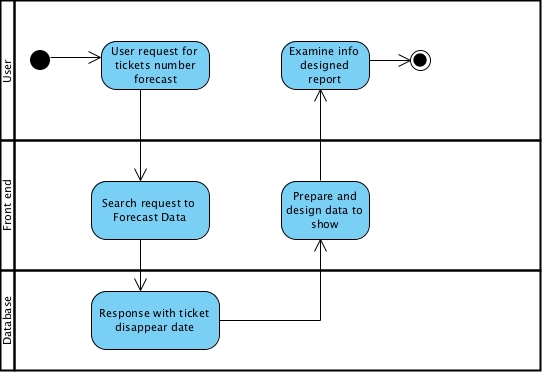 User
User request for
tickets number
forecast
Examine info
designed
report
Front end
Search request to
Forecast Data
Prepare and
design data to
show
Database
Response with ticket
disappear date